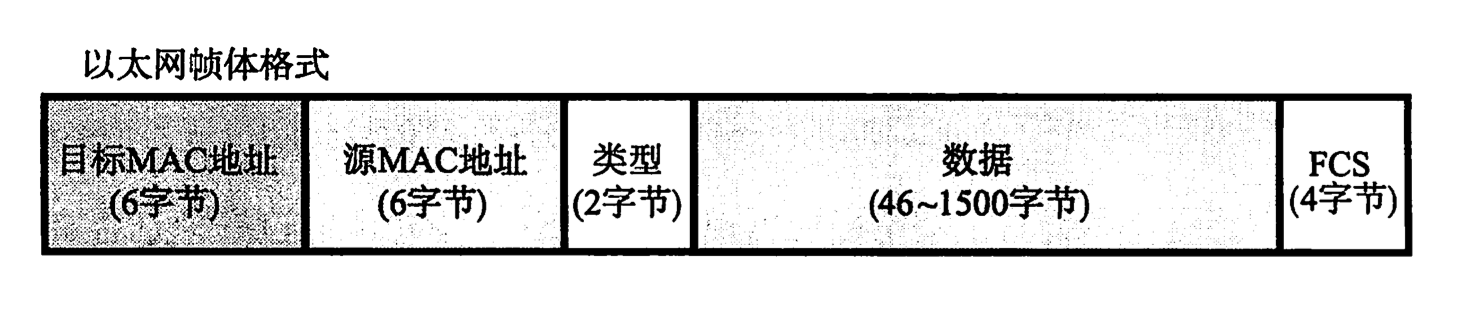 以太网帧体格式
目标MAC地址
(6字节)
源MAC地址
(6字节)
类型
(2字节)
数据
(46~1500字节)
FCS
(4字节)